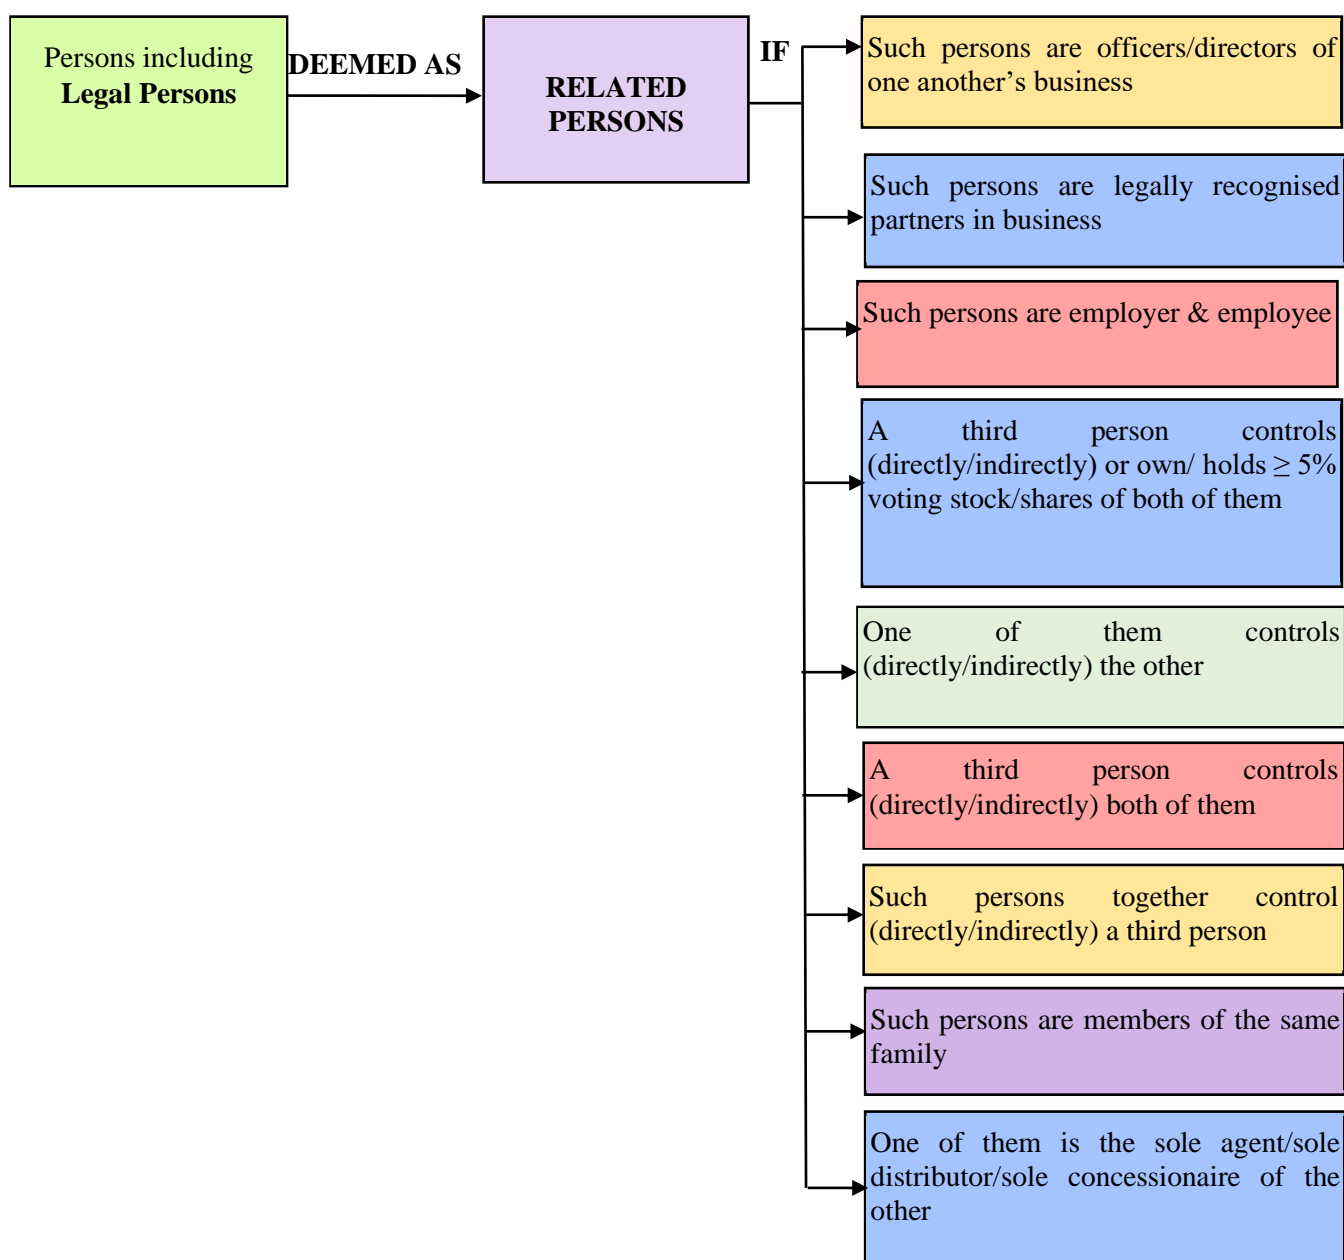 Persons including
Legal Persons
DEEMED AS
RELATED
PERSONS
IF
Such persons are officers/directors of
one another’s business
Such persons are legally recognised
partners in business
Such persons are employer & employee
A third person controls
(directly/indirectly) or own/ holds ≥ 5%
voting stock/shares of both of them
One of them controls
(directly/indirectly) the other
A third person controls
(directly/indirectly) both of them
Such persons together control
(directly/indirectly) a third person
Such persons are members of the same
family
One of them is the sole agent/sole
distributor/sole concessionaire of the
other